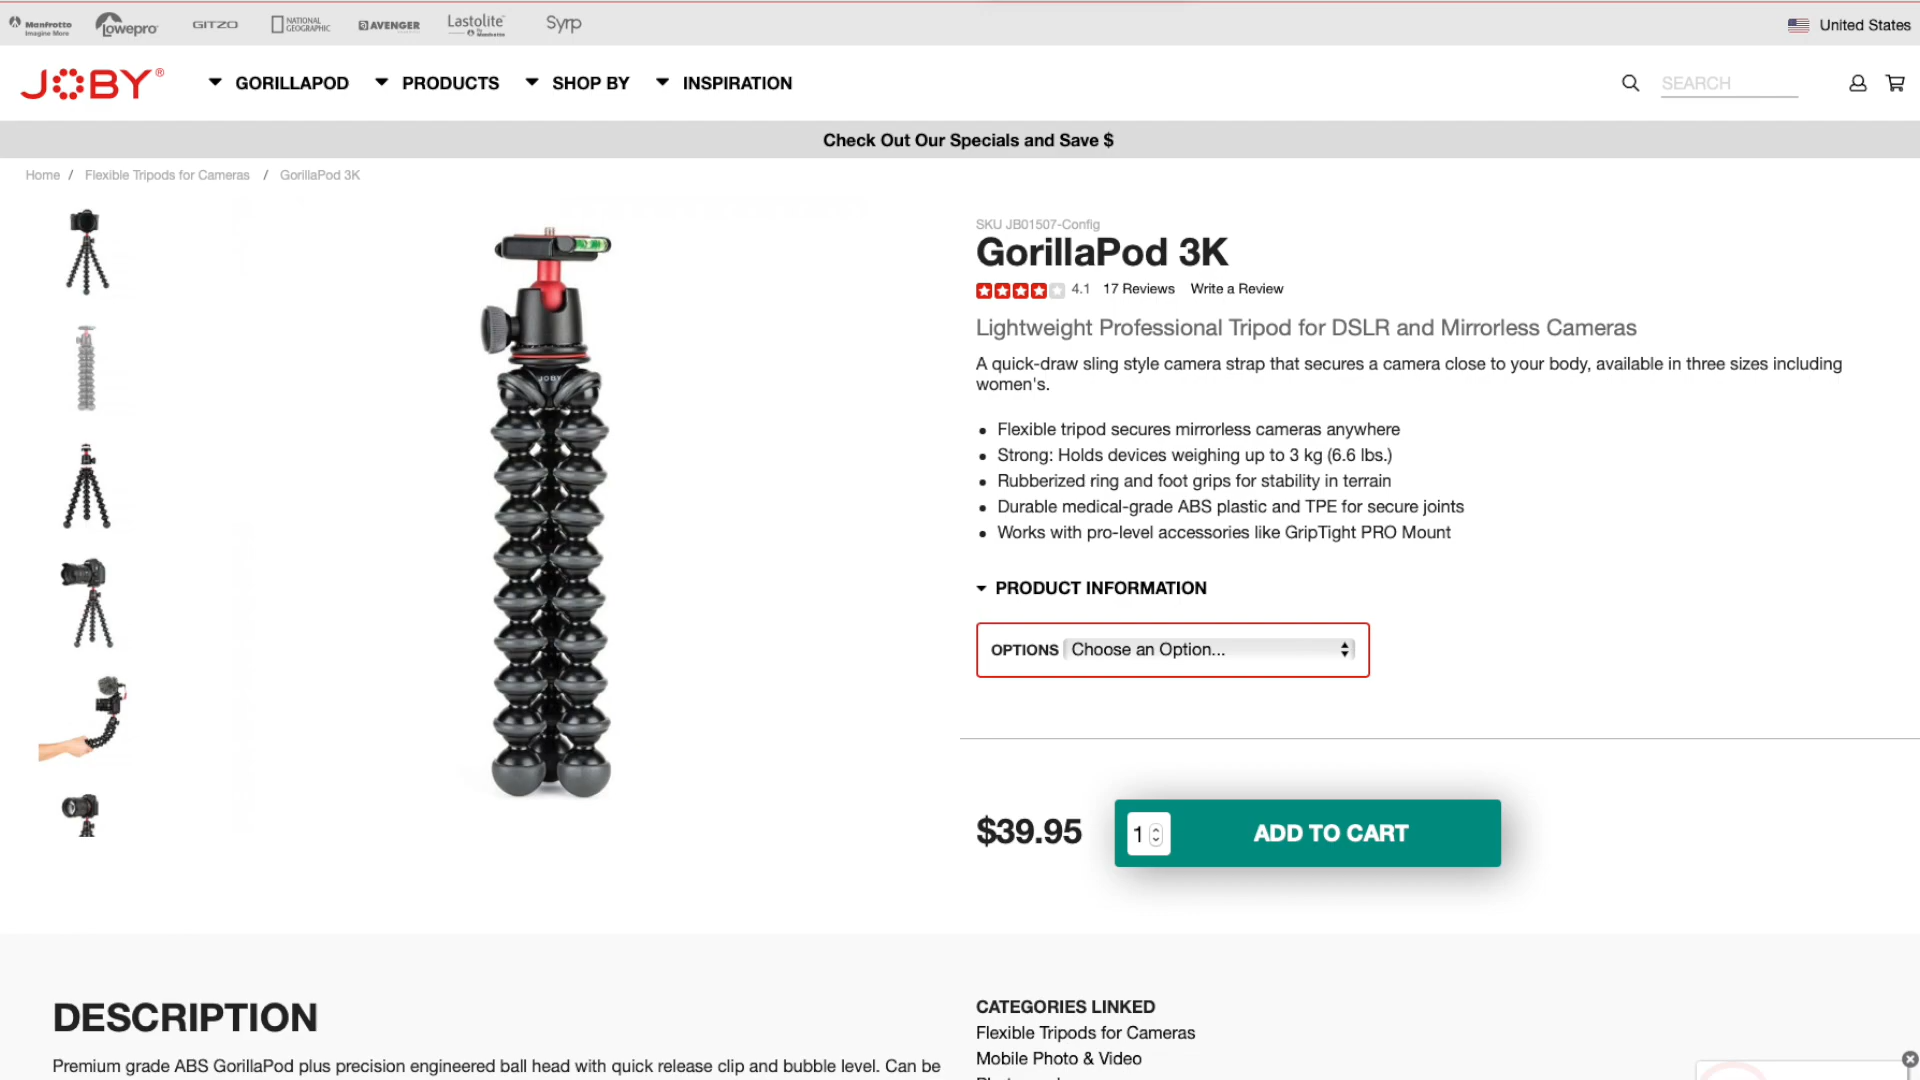 Manfrotto
Imagine More
Lowepro
GITZO
NATIONAL
GEOGRAPHIC
AVENGER
Lastolite
by
Manfrotto
Syrp
United States
JOBY®
GORILLAPOD
PRODUCTS
SHOP BY
INSPIRATION
SEARCH
Check Out Our Specials and Save $
Home / Flexible Tripods for Cameras / GorillaPod 3K
JOBY
SKU JB01507-Config
GorillaPod 3K
4.1 17 Reviews Write a Review
Lightweight Professional Tripod for DSLR and Mirrorless Cameras
A quick-draw sling style camera strap that secures a camera close to your body, available in three sizes including
women's.
• Flexible tripod secures mirrorless cameras anywhere
• Strong: Holds devices weighing up to 3 kg (6.6 lbs.)
• Rubberized ring and foot grips for stability in terrain
• Durable medical-grade ABS plastic and TPE for secure joints
• Works with pro-level accessories like GripTight PRO Mount
PRODUCT INFORMATION
OPTIONS Choose an Option...
$39.95
1
ADD TO CART
DESCRIPTION
Premium grade ABS GorillaPod plus precision engineered ball head with quick release clip and bubble level. Can be
CATEGORIES LINKED
Flexible Tripods for Cameras
Mobile Photo & Video